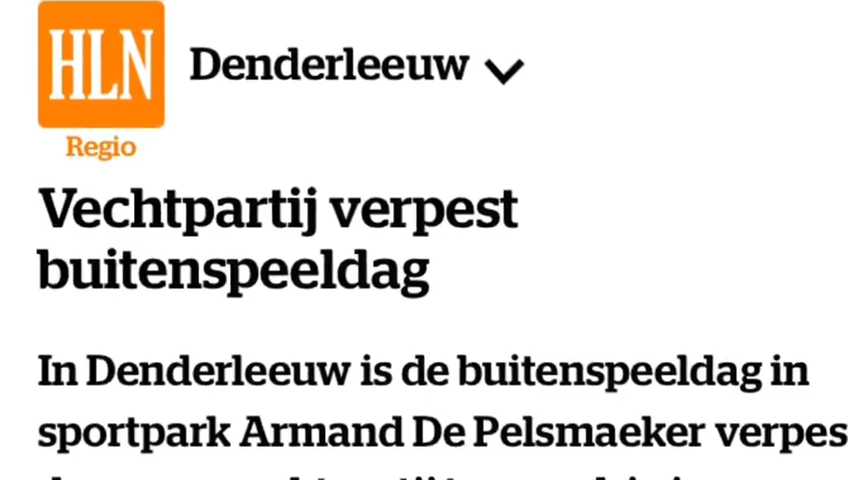 HLN
Denderleeuw
Regio
Vechtpartij verpest
buitenspeeldag
In Denderleeuw is de buitenspeeldag in
sportpark Armand De Pelsmaeker verpes